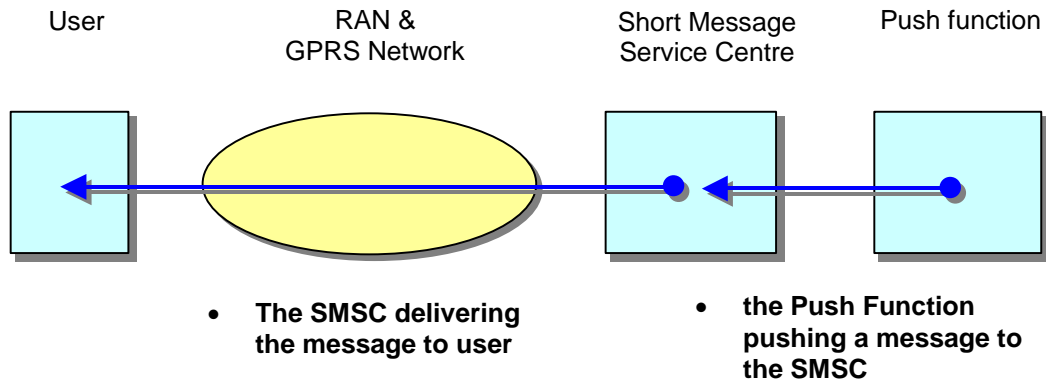 User
RAN &
GPRS Network
Short Message
Service Centre
Push function
• The SMSC delivering
the message to user
• the Push Function
pushing a message to
the SMSC